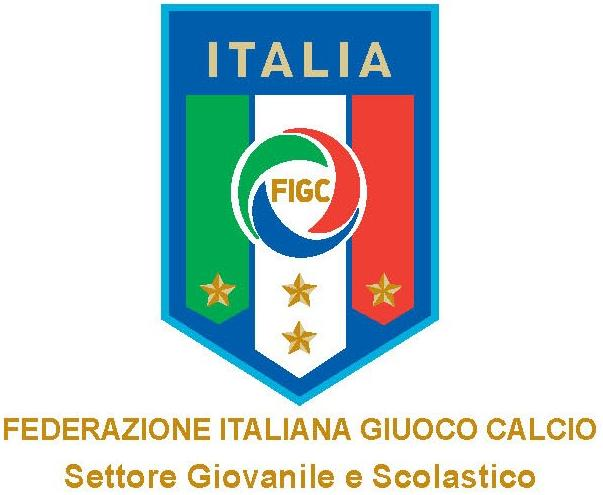 ITALIA
FIGC
FEDERAZIONE ITALIANA GIUOCO CALCIO
Settore Giovanile e Scolastico